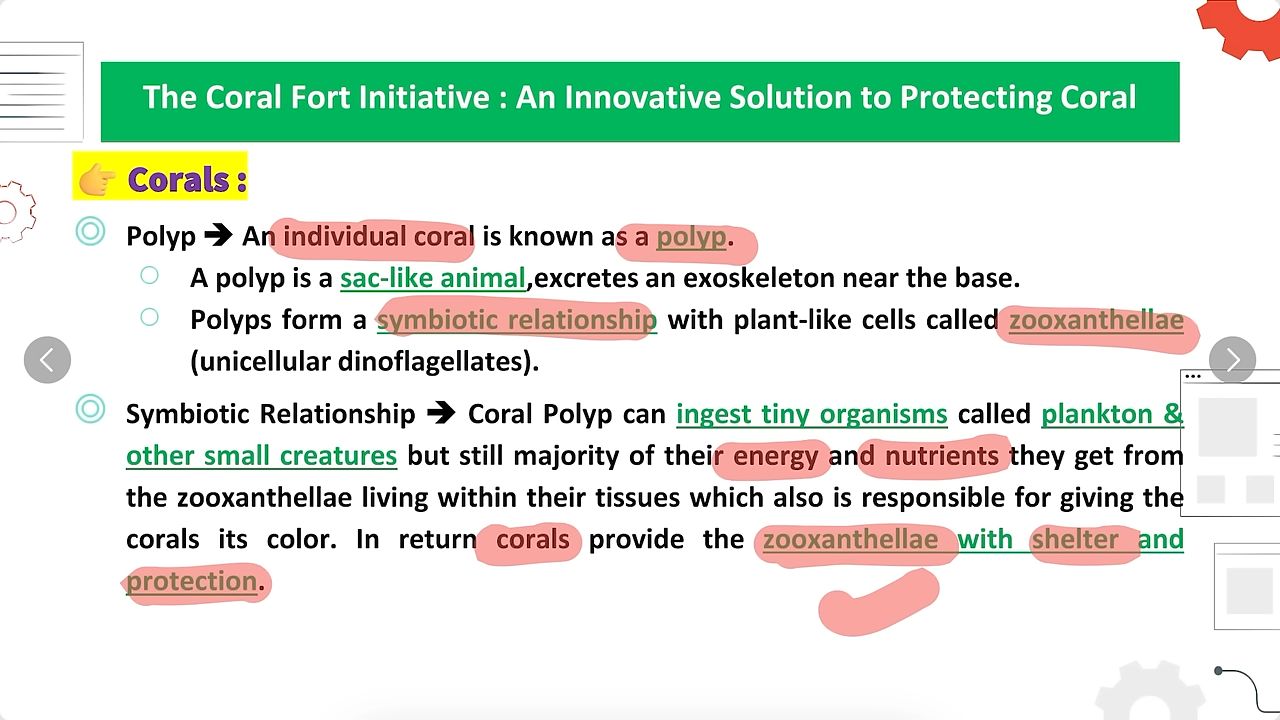 The Coral Fort Initiative : An Innovative Solution to Protecting Coral
👉 Corals :
Polyp ➔ An individual coral is known as a polyp.
A polyp is a sac-like animal,excretes an exoskeleton near the base.
Polyps form a symbiotic relationship with plant-like cells called zooxanthellae
(unicellular dinoflagellates).
Symbiotic Relationship ➔ Coral Polyp can ingest tiny organisms called plankton &
other small creatures but still majority of their energy and nutrients they get from
the zooxanthellae living within their tissues which also is responsible for giving the
corals its color. In return corals provide the zooxanthellae with shelter and
protection.